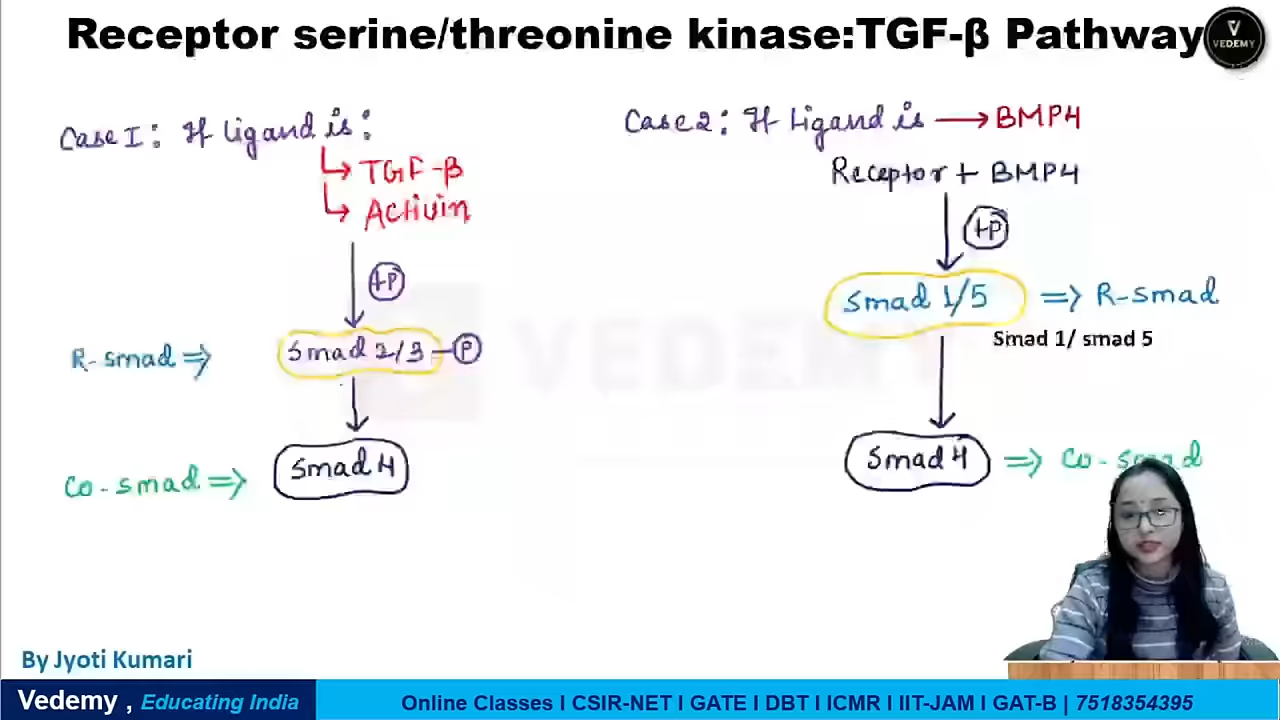 Receptor serine/threonine kinase:TGF-β Pathway
V
VEDEMY
Case I: If Ligand is:
TGF-β
Activin
+P
R-smad ⇒ Smad 2/3 -P
Co-smad ⇒ Smad 4
Case 2: If Ligand is → BMP4
Receptor + BMP4
+P
Smad 1/5 ⇒ R-smad
Smad 1/ smad 5
Smad 4 ⇒ Co-smad
VEDEMY
By Jyoti Kumari
Vedemy , Educating India
Online Classes I CSIR-NET I GATE I DBT I ICMR I IIT-JAM I GAT-B | 7518354395